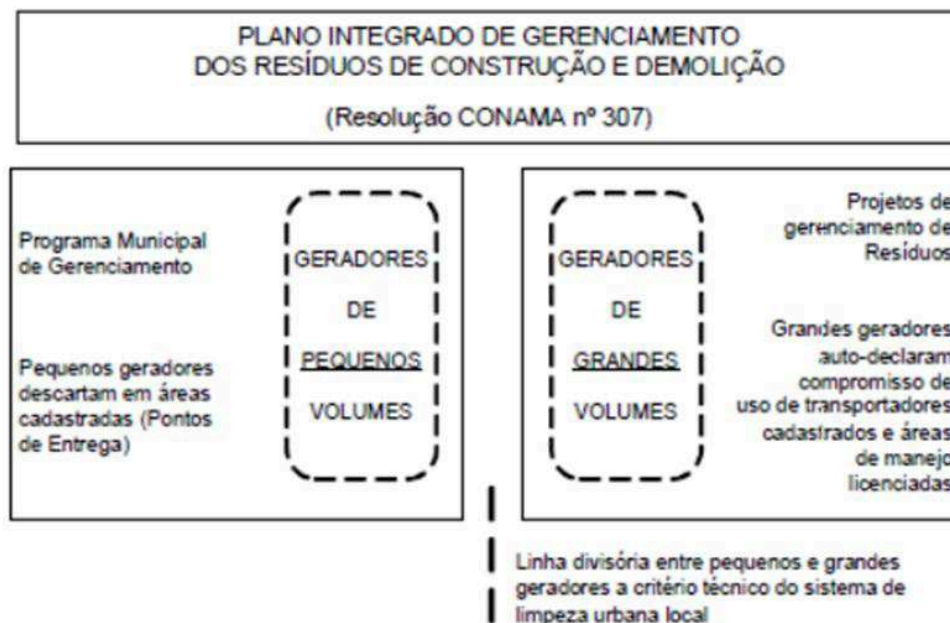 PLANO INTEGRADO DE GERENCIAMENTO
DOS RESÍDUOS DE CONSTRUÇÃO E DEMOLIÇÃO
(Resolução CONAMA nº 307)
Programa Municipal
de Gerenciamento
Pequenos geradores
descartam em áreas
cadastradas (Pontos
de Entrega)
GERADORES
DE
PEQUENOS
VOLUMES
GERADORES
DE
GRANDES
VOLUMES
Projetos de
gerenciamento de
Resíduos
Grandes geradores
auto-declaram
compromisso de
uso de transportadores
cadastrados e áreas
de manejo
licenciadas
Linha divisória entre pequenos e grandes
geradores a critério técnico do sistema de
limpeza urbana local